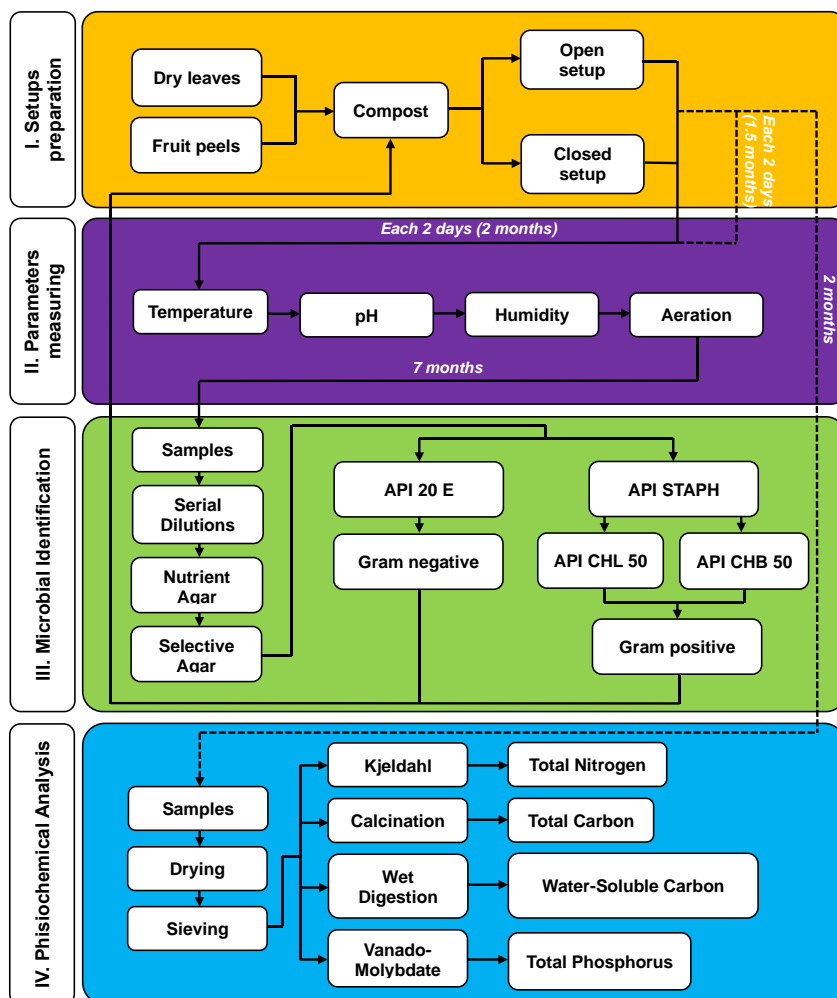 I. Setups
preparation
Dry leaves
Fruit peels
Compost
Open
setup
Closed
setup
Each 2 days
(1.5 months)
II. Parameters
measuring
Each 2 days (2 months)
Temperature
pH
Humidity
Aeration
7 months
2 months
III. Microbial Identification
Samples
Serial
Dilutions
Nutrient
Agar
Selective
Agar
API 20 E
Gram negative
API STAPH
API CHL 50
API CHB 50
Gram positive
IV. Phisiochemical Analysis
Samples
Drying
Sieving
Kjeldahl
Total Nitrogen
Calcination
Total Carbon
Wet
Digestion
Water-Soluble Carbon
Vanado-
Molybdate
Total Phosphorus